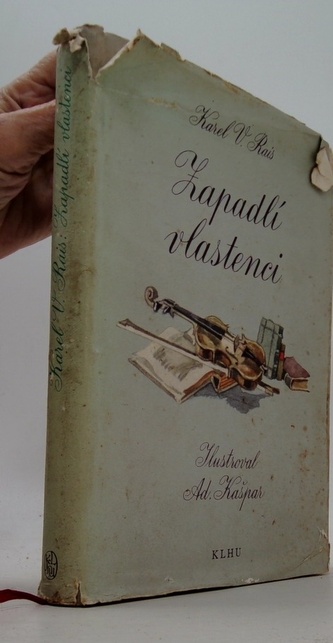 Karel V. Rais: Zapadlí vlastenci
Karel V. Rais
Zapadlí
vlastenci
Ilustroval
Ad. Kašpar
KLHU